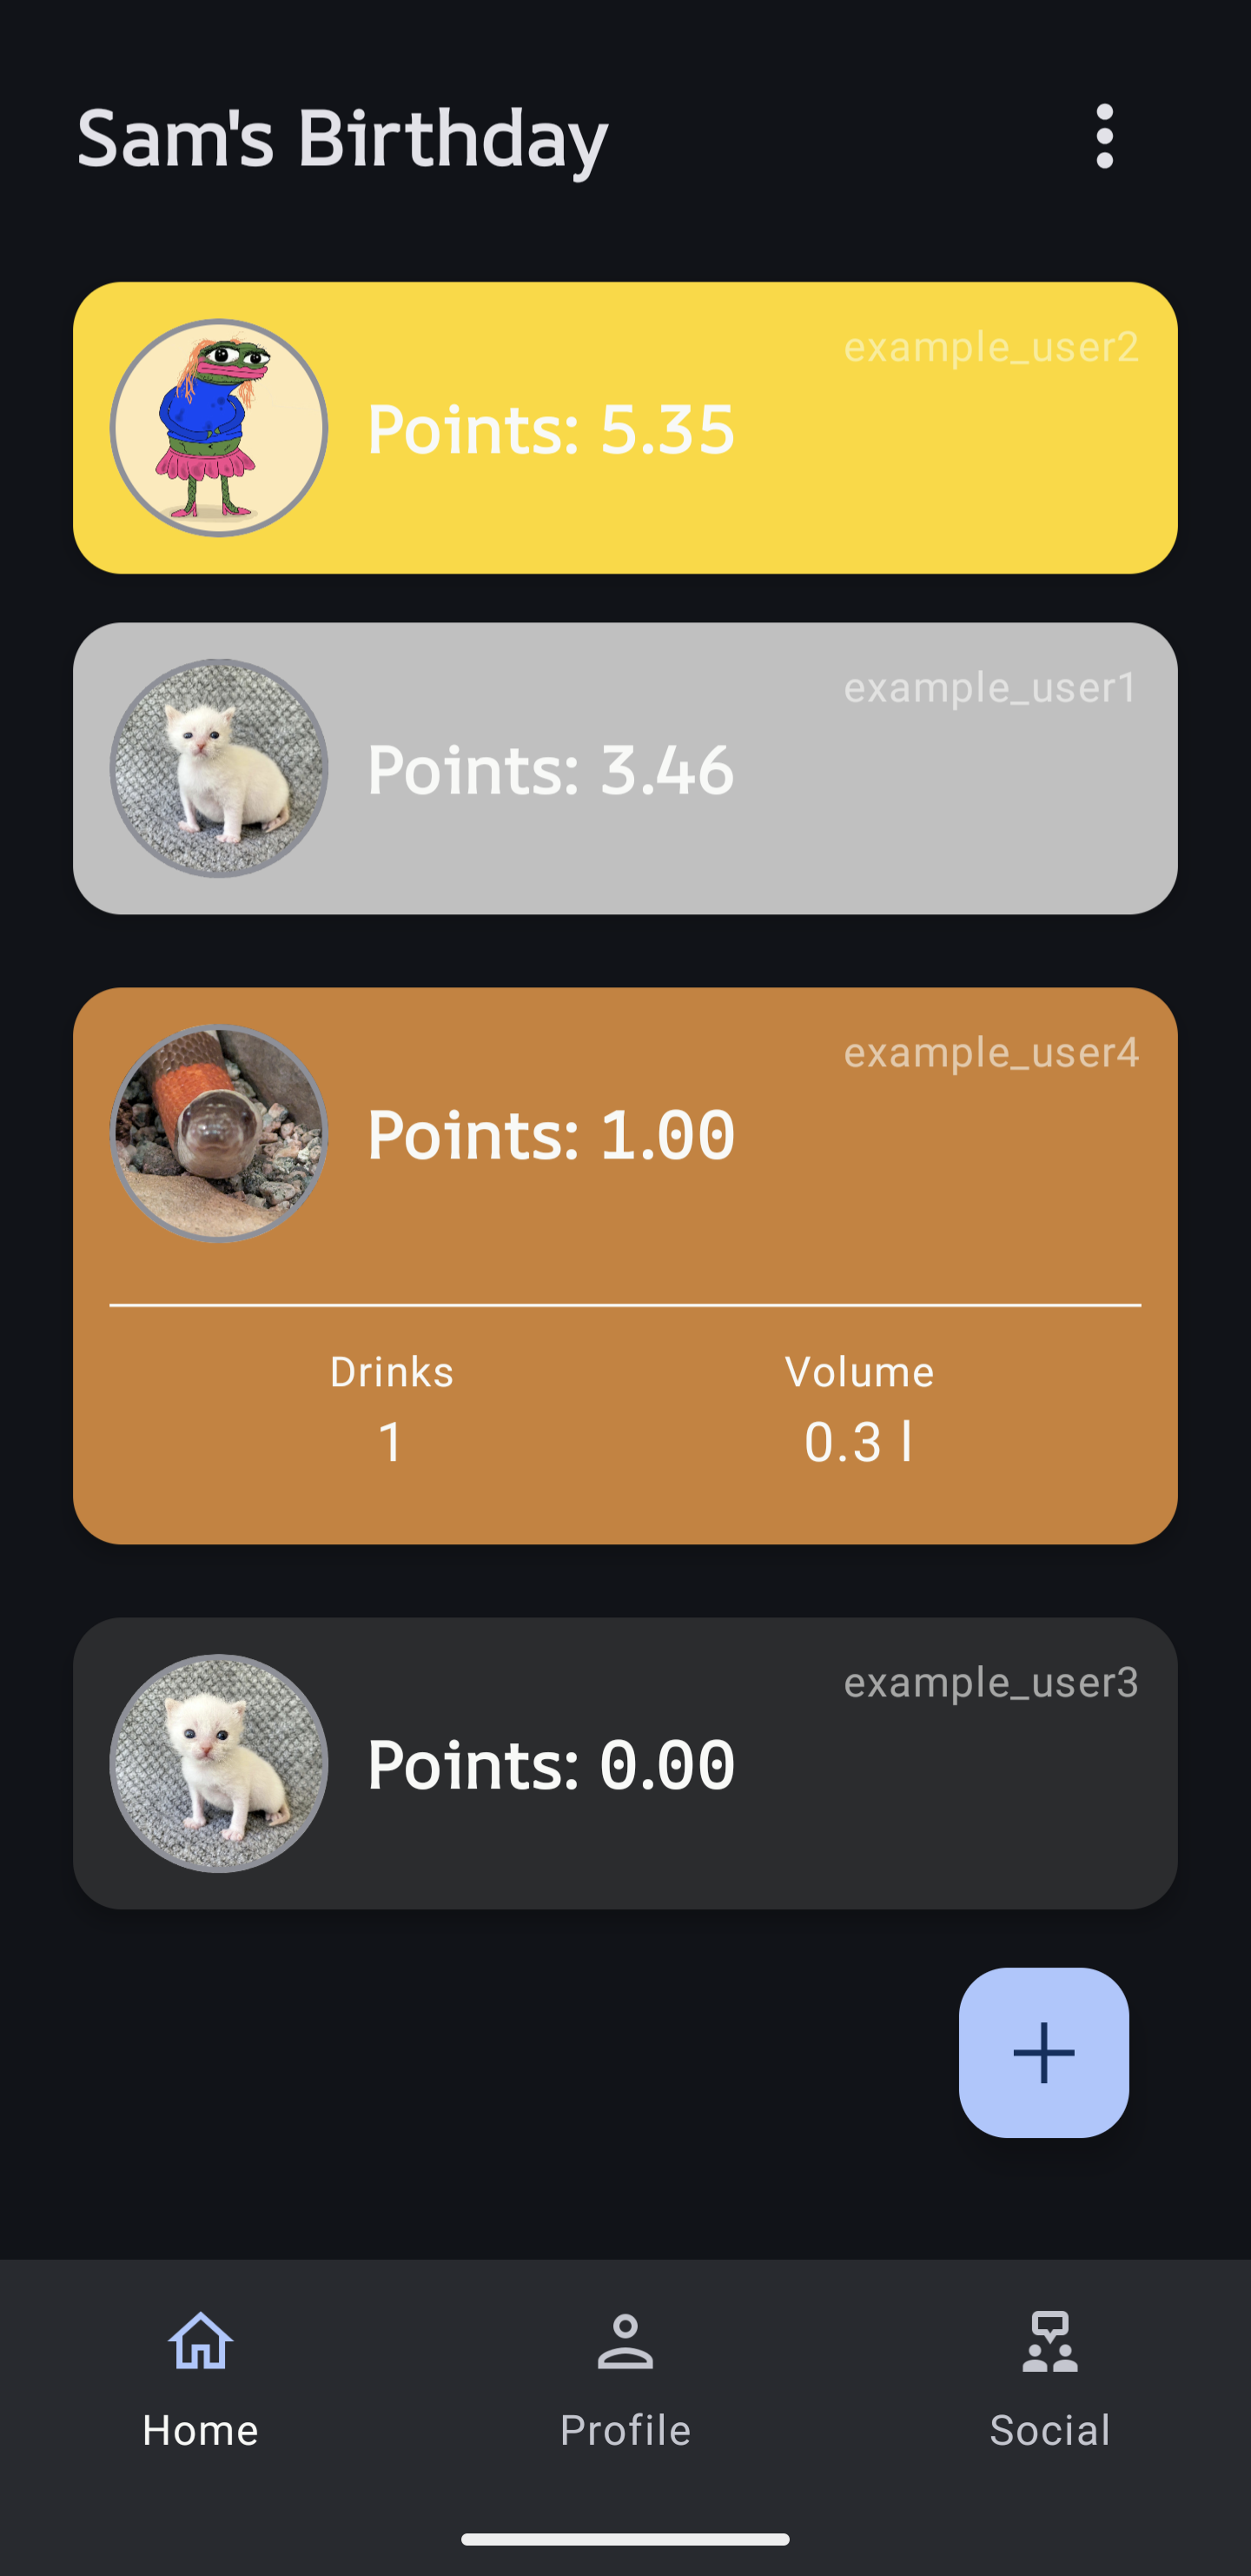 Sam's Birthday
example_user2
Points: 5.35
example_user1
Points: 3.46
example_user4
Points: 1.00
Drinks Volume
1 0.3 l
example_user3
Points: 0.00
Home Profile Social